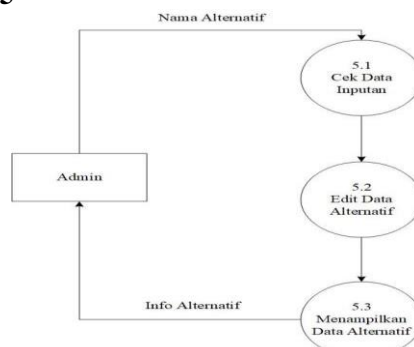 Nama Alternatif
5.1
Cek Data
Inputan
Admin
5.2
Edit Data
Alternatif
Info Alternatif
5.3
Menampilkan
Data Alternatif